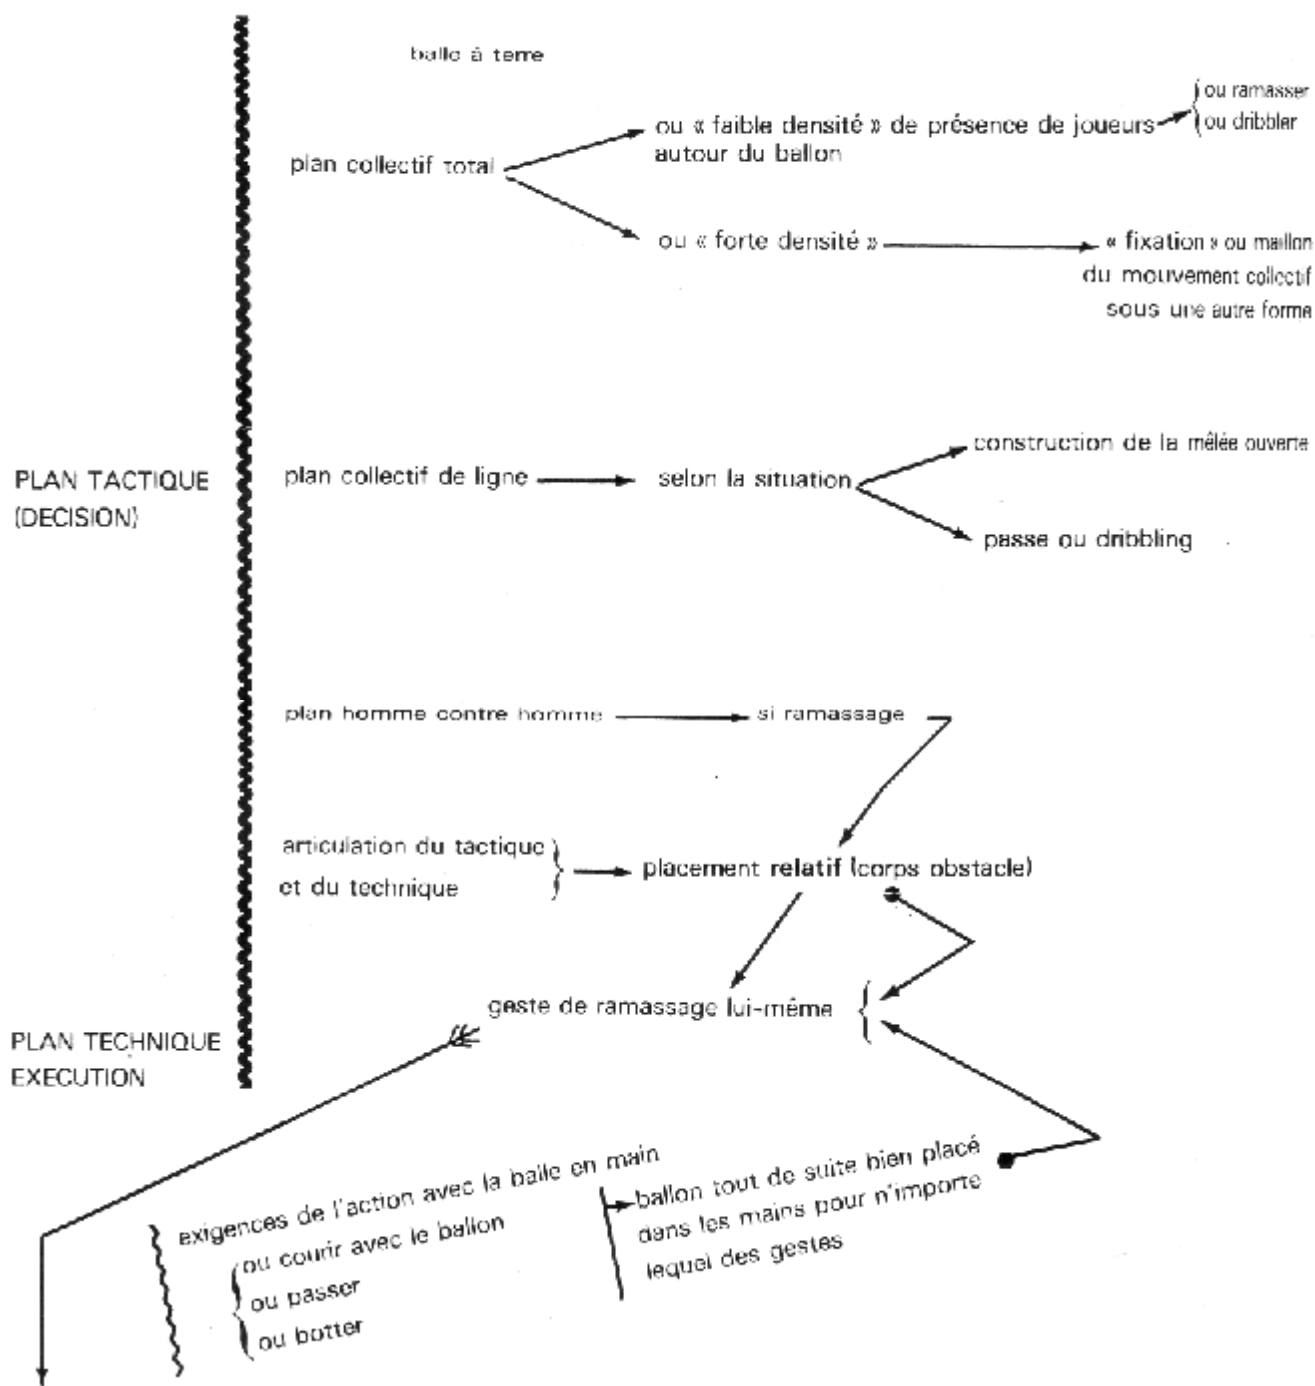 balle à terre
ou ramasser
ou « faible densité » de présence de joueurs
ou dribbler
autour du ballon
plan collectif total
ou « forte densité »
« fixation » ou maillon
du mouvement collectif
sous une autre forme
construction de la mêlée ouverte
PLAN TACTIQUE
(DECISION)
plan collectif de ligne
selon la situation
passe ou dribbling
plan homme contre homme
si ramassage
articulation du tactique
et du technique
placement relatif (corps obstacle)
geste de ramassage lui-même
PLAN TECHNIQUE
EXECUTION
exigences de l'action avec la balle en main
ou courir avec le ballon
ou passer
ou botter
ballon tout de suite bien placé
dans les mains pour n'importe
lequel des gestes